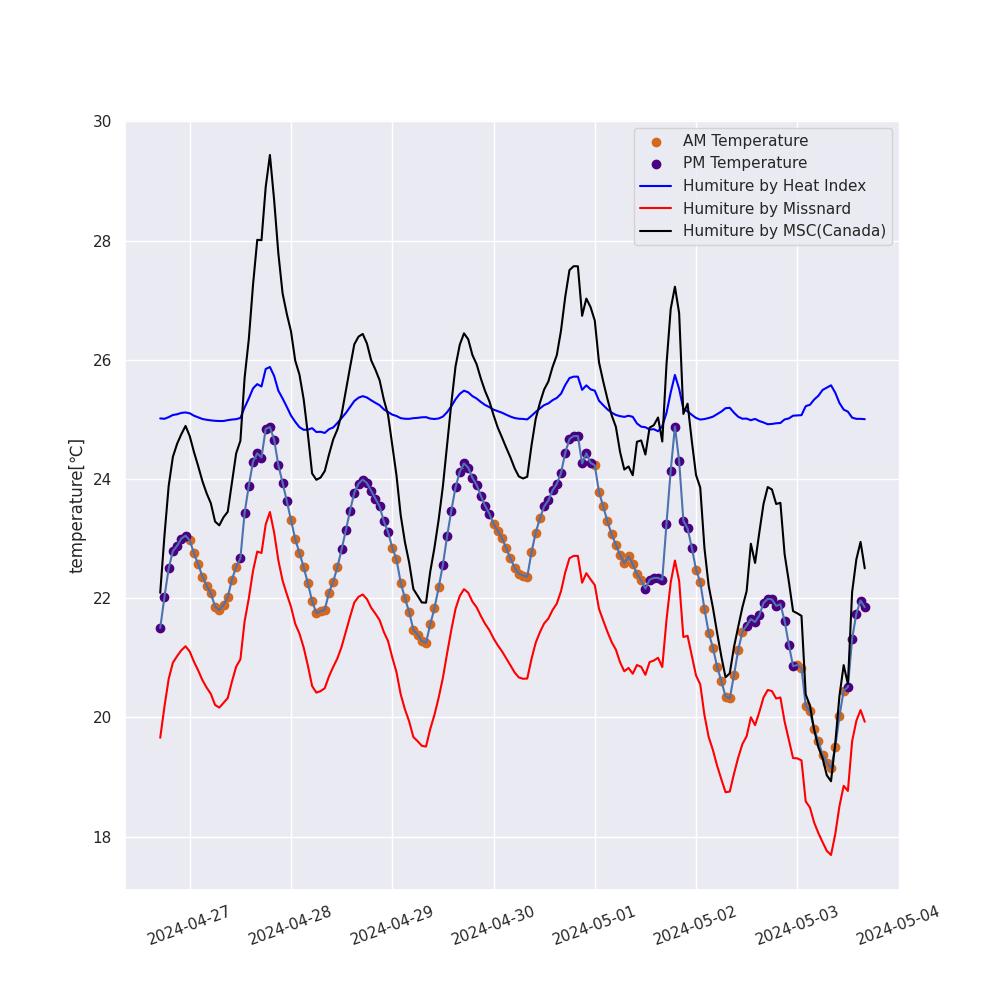 30
28
26
24
22
20
18
temperature[℃]
AM Temperature
PM Temperature
Humiture by Heat Index
Humiture by Missnard
Humiture by MSC(Canada)
2024-04-27
2024-04-28
2024-04-29
2024-04-30
2024-05-01
2024-05-02
2024-05-03
2024-05-04